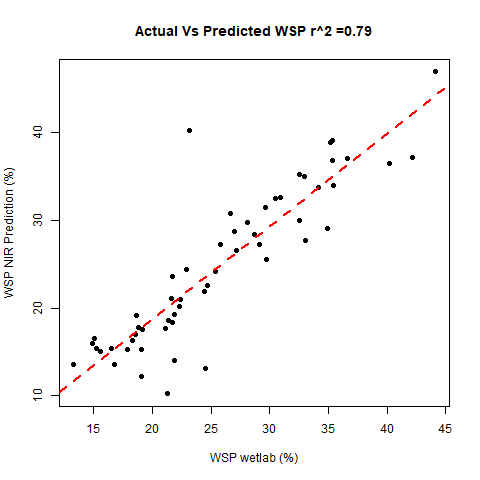 Actual Vs Predicted WSP r^2 =0.79
WSP NIR Prediction (%)
40
30
20
10
15 20 25 30 35 40 45
WSP wetlab (%)